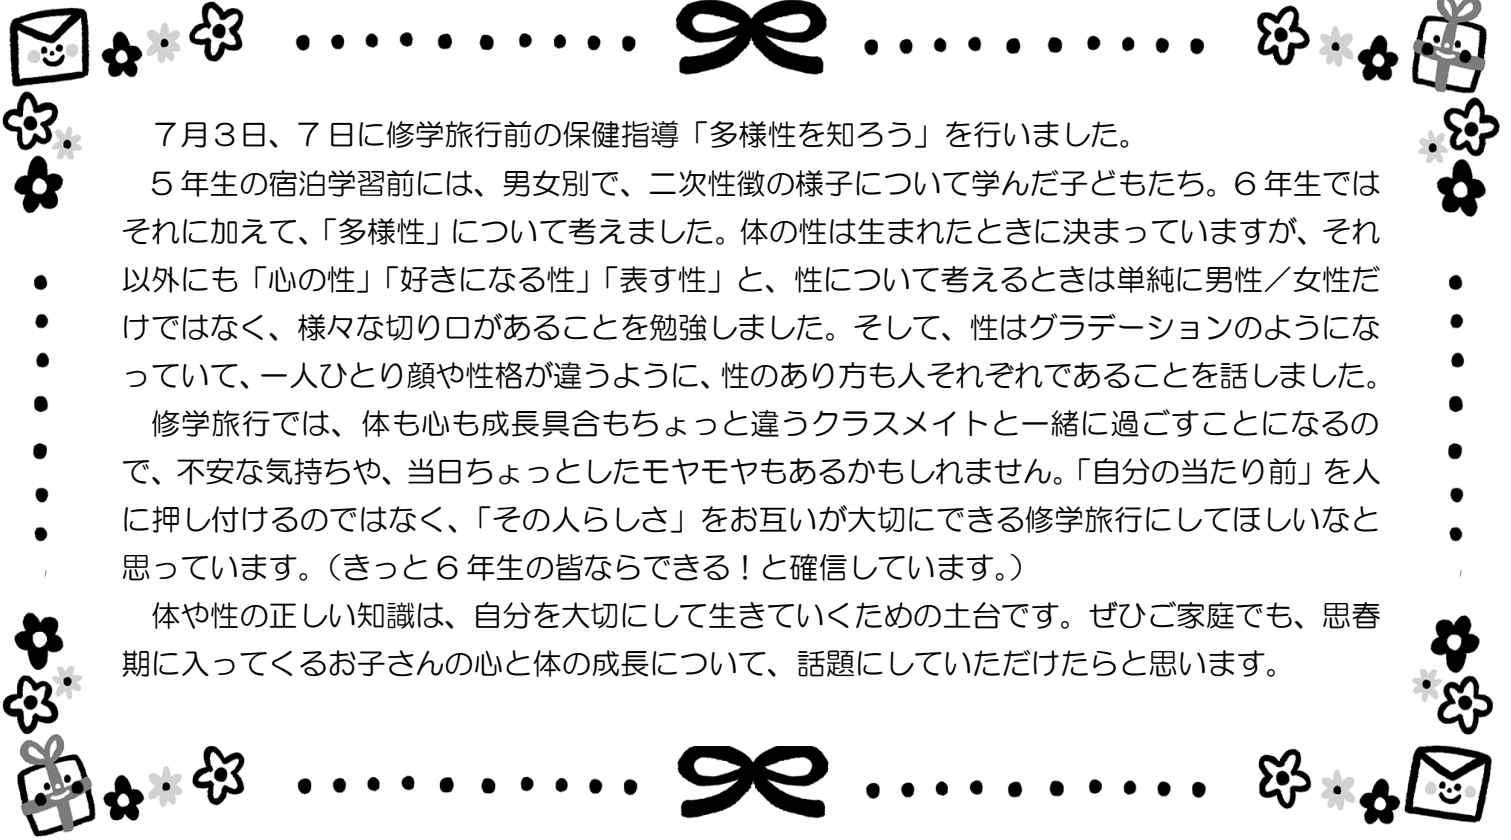 ７月３日、７日に修学旅行前の保健指導「多様性を知ろう」を行いました。
５年生の宿泊学習前には、男女別で、二次性徴の様子について学んだ子どもたち。６年生では
それに加えて、「多様性」について考えました。体の性は生まれたときに決まっていますが、それ
以外にも「心の性」「好きになる性」「表す性」と、性について考えるときは単純に男性／女性だ
けではなく、様々な切り口があることを勉強しました。そして、性はグラデーションのようにな
っていて、一人ひとり顔や性格が違うように、性のあり方も人それぞれであることを話しました。
修学旅行では、体も心も成長具合もちょっと違うクラスメイトと一緒に過ごすことになるの
で、不安な気持ちや、当日ちょっとしたモヤモヤもあるかもしれません。「自分の当たり前」を人
に押し付けるのではなく、「その人らしさ」をお互いが大切にできる修学旅行にしてほしいなと
思っています。（きっと６年生の皆ならできる！と確信しています。）
体や性の正しい知識は、自分を大切にして生きていくための土台です。ぜひご家庭でも、思春
期に入ってくるお子さんの心と体の成長について、話題にしていただけたらと思います。